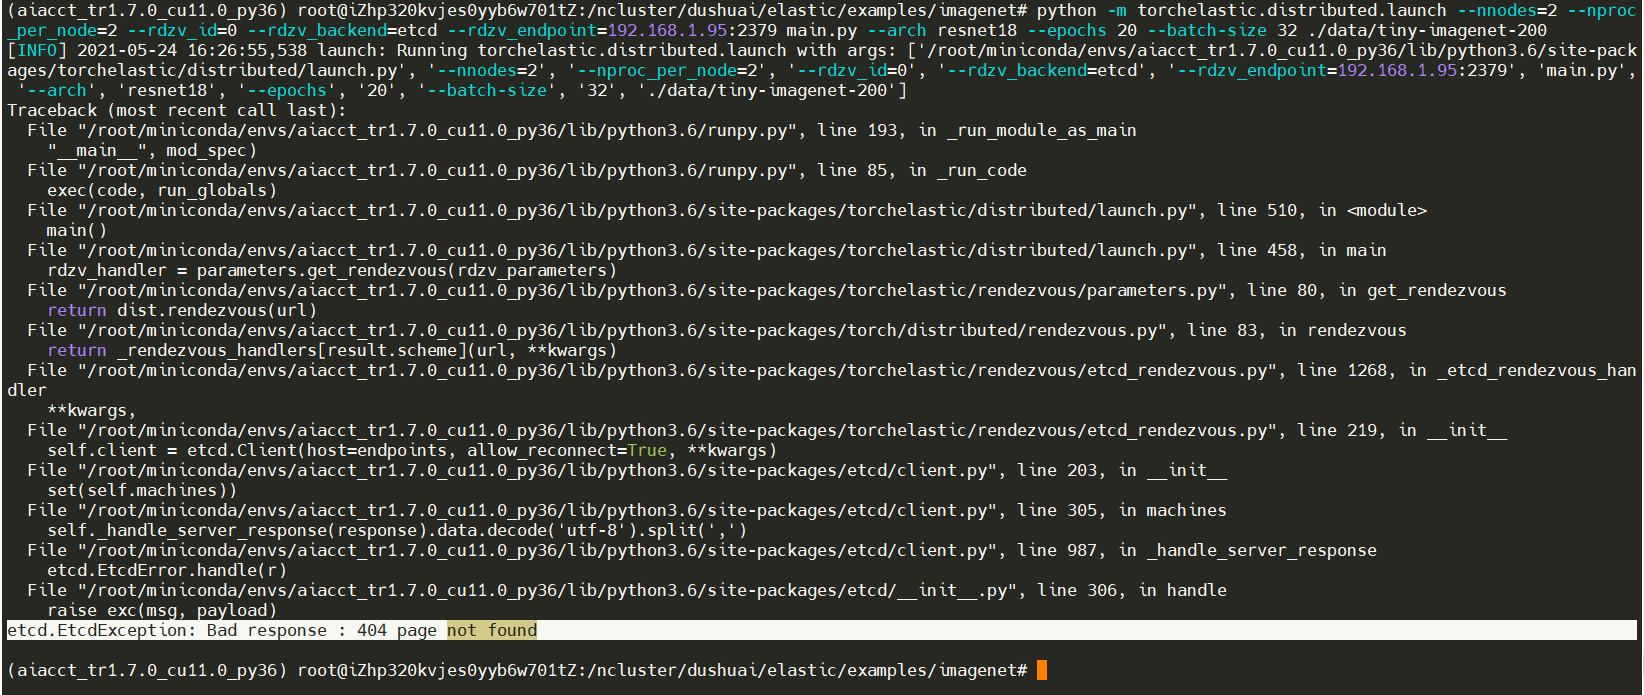 (aiacct_tr1.7.0_cu11.0_py36) root@iZhp320kvjes0yyb6w701tZ:/ncluster/dushuai/elastic/examples/imagenet# python -m torchelastic.distributed.launch --nnodes=2 --nproc
_per_node=2 --rdzv_id=0 --rdzv_backend=etcd --rdzv_endpoint=192.168.1.95:2379 main.py --arch resnet18 --epochs 20 --batch-size 32 ./data/tiny-imagenet-200
[INFO] 2021-05-24 16:26:55,538 launch: Running torchelastic.distributed.launch with args: ['/root/miniconda/envs/aiacct_tr1.7.0_cu11.0_py36/lib/python3.6/site-pack
ages/torchelastic/distributed/launch.py', '--nnodes=2', '--nproc_per_node=2', '--rdzv_id=0', '--rdzv_backend=etcd', '--rdzv_endpoint=192.168.1.95:2379', 'main.py',
'--arch', 'resnet18', '--epochs', '20', '--batch-size', '32', './data/tiny-imagenet-200']
Traceback (most recent call last):
  File "/root/miniconda/envs/aiacct_tr1.7.0_cu11.0_py36/lib/python3.6/runpy.py", line 193, in _run_module_as_main
    "__main__", mod_spec)
  File "/root/miniconda/envs/aiacct_tr1.7.0_cu11.0_py36/lib/python3.6/runpy.py", line 85, in _run_code
    exec(code, run_globals)
  File "/root/miniconda/envs/aiacct_tr1.7.0_cu11.0_py36/lib/python3.6/site-packages/torchelastic/distributed/launch.py", line 510, in <module>
    main()
  File "/root/miniconda/envs/aiacct_tr1.7.0_cu11.0_py36/lib/python3.6/site-packages/torchelastic/distributed/launch.py", line 458, in main
    rdzv_handler = parameters.get_rendezvous(rdzv_parameters)
  File "/root/miniconda/envs/aiacct_tr1.7.0_cu11.0_py36/lib/python3.6/site-packages/torchelastic/rendezvous/parameters.py", line 80, in get_rendezvous
    return dist.rendezvous(url)
  File "/root/miniconda/envs/aiacct_tr1.7.0_cu11.0_py36/lib/python3.6/site-packages/torch/distributed/rendezvous.py", line 83, in rendezvous
    return _rendezvous_handlers[result.scheme](url, **kwargs)
  File "/root/miniconda/envs/aiacct_tr1.7.0_cu11.0_py36/lib/python3.6/site-packages/torchelastic/rendezvous/etcd_rendezvous.py", line 1268, in _etcd_rendezvous_han
dler
    **kwargs,
  File "/root/miniconda/envs/aiacct_tr1.7.0_cu11.0_py36/lib/python3.6/site-packages/torchelastic/rendezvous/etcd_rendezvous.py", line 219, in __init__
    self.client = etcd.Client(host=endpoints, allow_reconnect=True, **kwargs)
  File "/root/miniconda/envs/aiacct_tr1.7.0_cu11.0_py36/lib/python3.6/site-packages/etcd/client.py", line 203, in __init__
    set(self.machines))
  File "/root/miniconda/envs/aiacct_tr1.7.0_cu11.0_py36/lib/python3.6/site-packages/etcd/client.py", line 305, in machines
    self._handle_server_response(response).data.decode('utf-8').split(',')
  File "/root/miniconda/envs/aiacct_tr1.7.0_cu11.0_py36/lib/python3.6/site-packages/etcd/client.py", line 987, in _handle_server_response
    etcd.EtcdError.handle(r)
  File "/root/miniconda/envs/aiacct_tr1.7.0_cu11.0_py36/lib/python3.6/site-packages/etcd/__init__.py", line 306, in handle
    raise exc(msg, payload)
etcd.EtcdException: Bad response : 404 page not found
(aiacct_tr1.7.0_cu11.0_py36) root@iZhp320kvjes0yyb6w701tZ:/ncluster/dushuai/elastic/examples/imagenet#